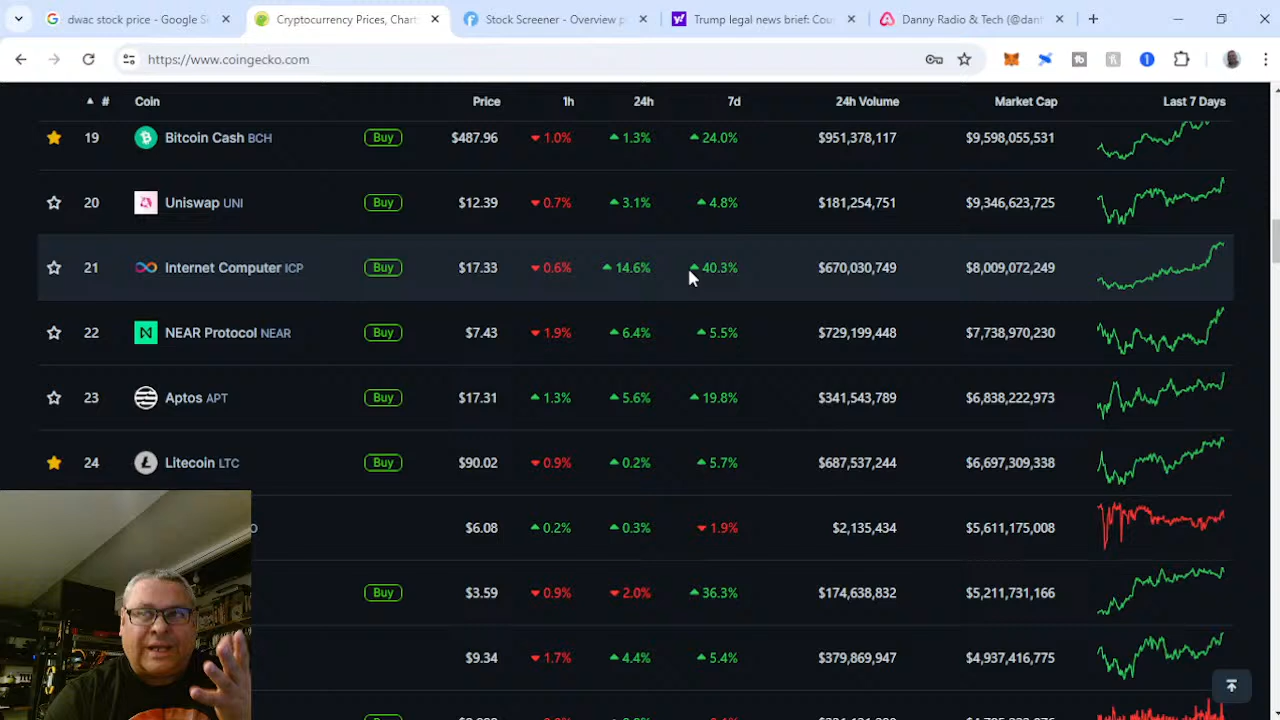 dwac stock price - Google S
Cryptocurrency Prices, Chart
Stock Screener - Overview
Trump legal news brief: Cou
Danny Radio & Tech (@dan
https://www.coingecko.com
# Coin Price 1h 24h 7d 24h Volume Market Cap Last 7 Days
19 Bitcoin Cash BCH Buy $487.96 1.0% 1.3% 24.0% $951,378,117 $9,598,055,531
20 Uniswap UNI Buy $12.39 0.7% 3.1% 4.8% $181,254,751 $9,346,623,725
21 Internet Computer ICP Buy $17.33 0.6% 14.6% 40.3% $670,030,749 $8,009,072,249
22 NEAR Protocol NEAR Buy $7.43 1.9% 6.4% 5.5% $729,199,448 $7,738,970,230
23 Aptos APT Buy $17.31 1.3% 5.6% 19.8% $341,543,789 $6,838,222,973
24 Litecoin LTC Buy $90.02 0.9% 0.2% 5.7% $687,537,244 $6,697,309,338
$6.08 0.2% 0.3% 1.9% $2,135,434 $5,611,175,008
Buy $3.59 0.9% 2.0% 36.3% $174,638,832 $5,211,731,166
$9.34 1.7% 4.4% 5.4% $379,869,947 $4,937,416,775